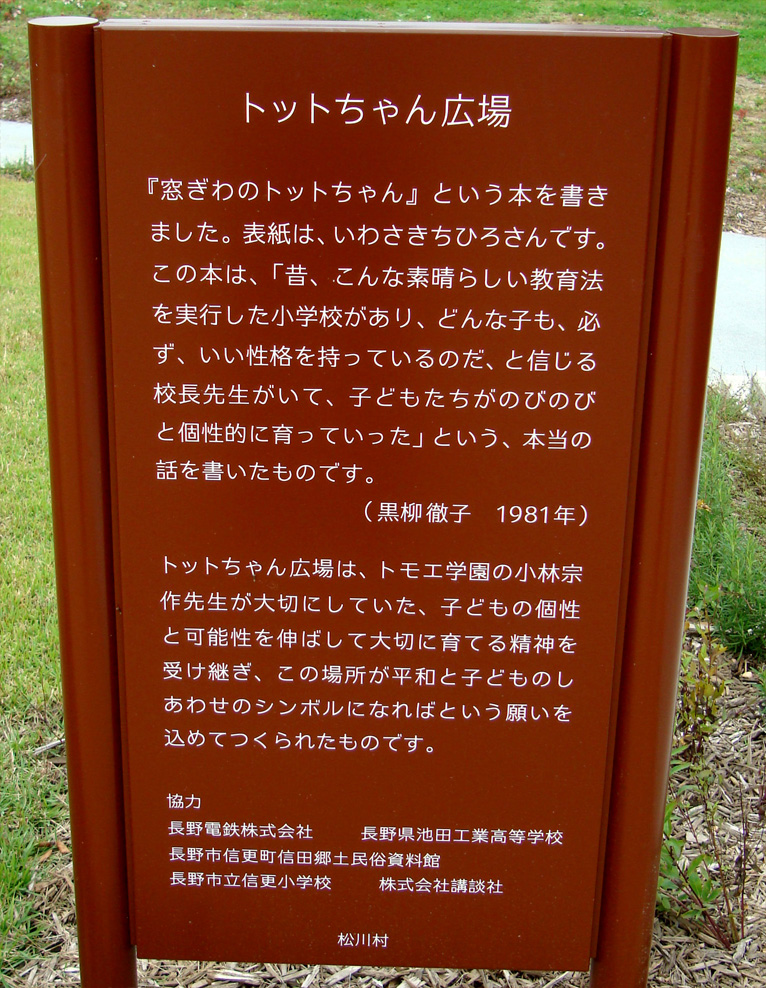 トットちゃん広場
『窓ぎわのトットちゃん』という本を書き
ました。表紙は、いわさきちひろさんです。
この本は、「昔、こんな素晴らしい教育法
を実行した小学校があり、どんな子も、必
ず、いい性格を持っているのだ、と信じる
校長先生がいて、子どもたちがのびのび
と個性的に育っていった」という、本当の
話を書いたものです。
（黒柳徹子　1981年）
トットちゃん広場は、トモエ学園の小林宗
作先生が大切にしていた、子どもの個性
と可能性を伸ばして大切に育てる精神を
受け継ぎ、この場所が平和と子どものし
あわせのシンボルになればという願いを
込めてつくられたものです。
協力
長野電鉄株式会社　長野県池田工業高等学校
長野市信更町信田郷土民俗資料館
長野市立信更小学校　株式会社講談社
松川村